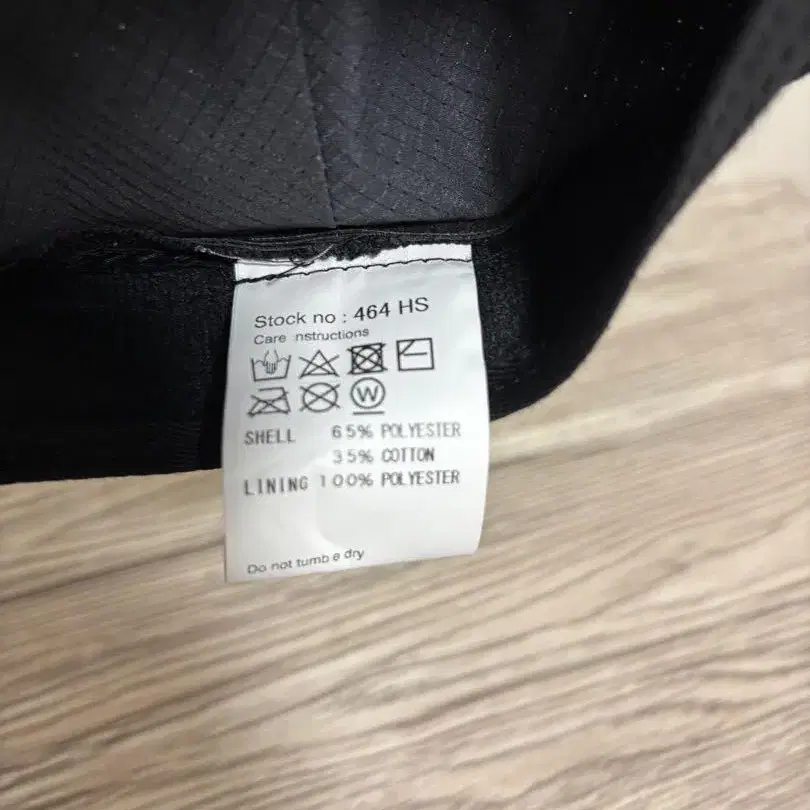 Stock no : 464 HS
Care nstructions
W
SHELL 65% POLYESTER
35% COTTON
LINING 100% POLYESTER
Do not tumb e dry